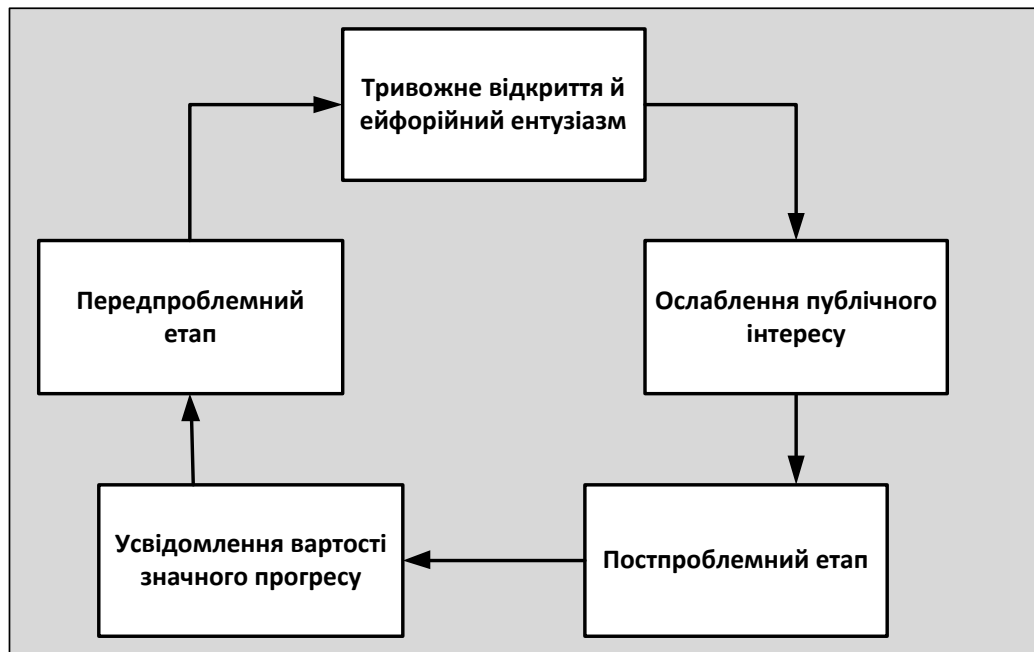 Тривожне відкриття й
ейфорійний ентузіазм
Передпроблемний
етап
Ослаблення публічного
інтересу
Усвідомлення вартості
значного прогресу
Постпроблемний етап